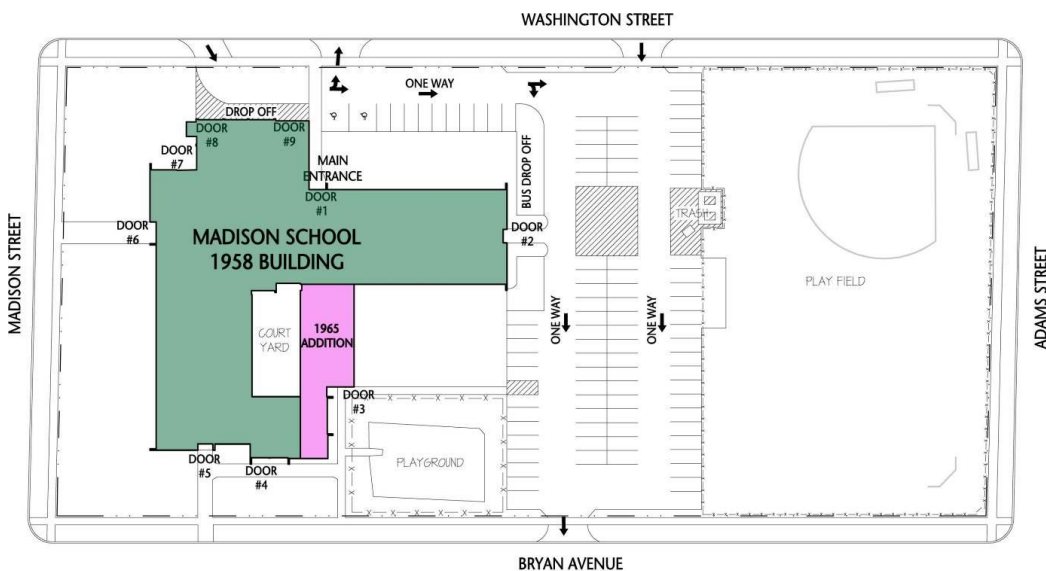 WASHINGTON STREET
ONE WAY
DROP OFF
DOOR
#8
DOOR
#9
DOOR
#7
MAIN
ENTRANCE
DOOR
#1
BUS DROP OFF
TRASH
DOOR
#6
MADISON SCHOOL
1958 BUILDING
DOOR
#2
MADISON STREET
ADAMS STREET
PLAY FIELD
COURT
YARD
1965
ADDITION
ONE WAY
ONE WAY
DOOR
#3
PLAYGROUND
DOOR
#5
DOOR
#4
BRYAN AVENUE